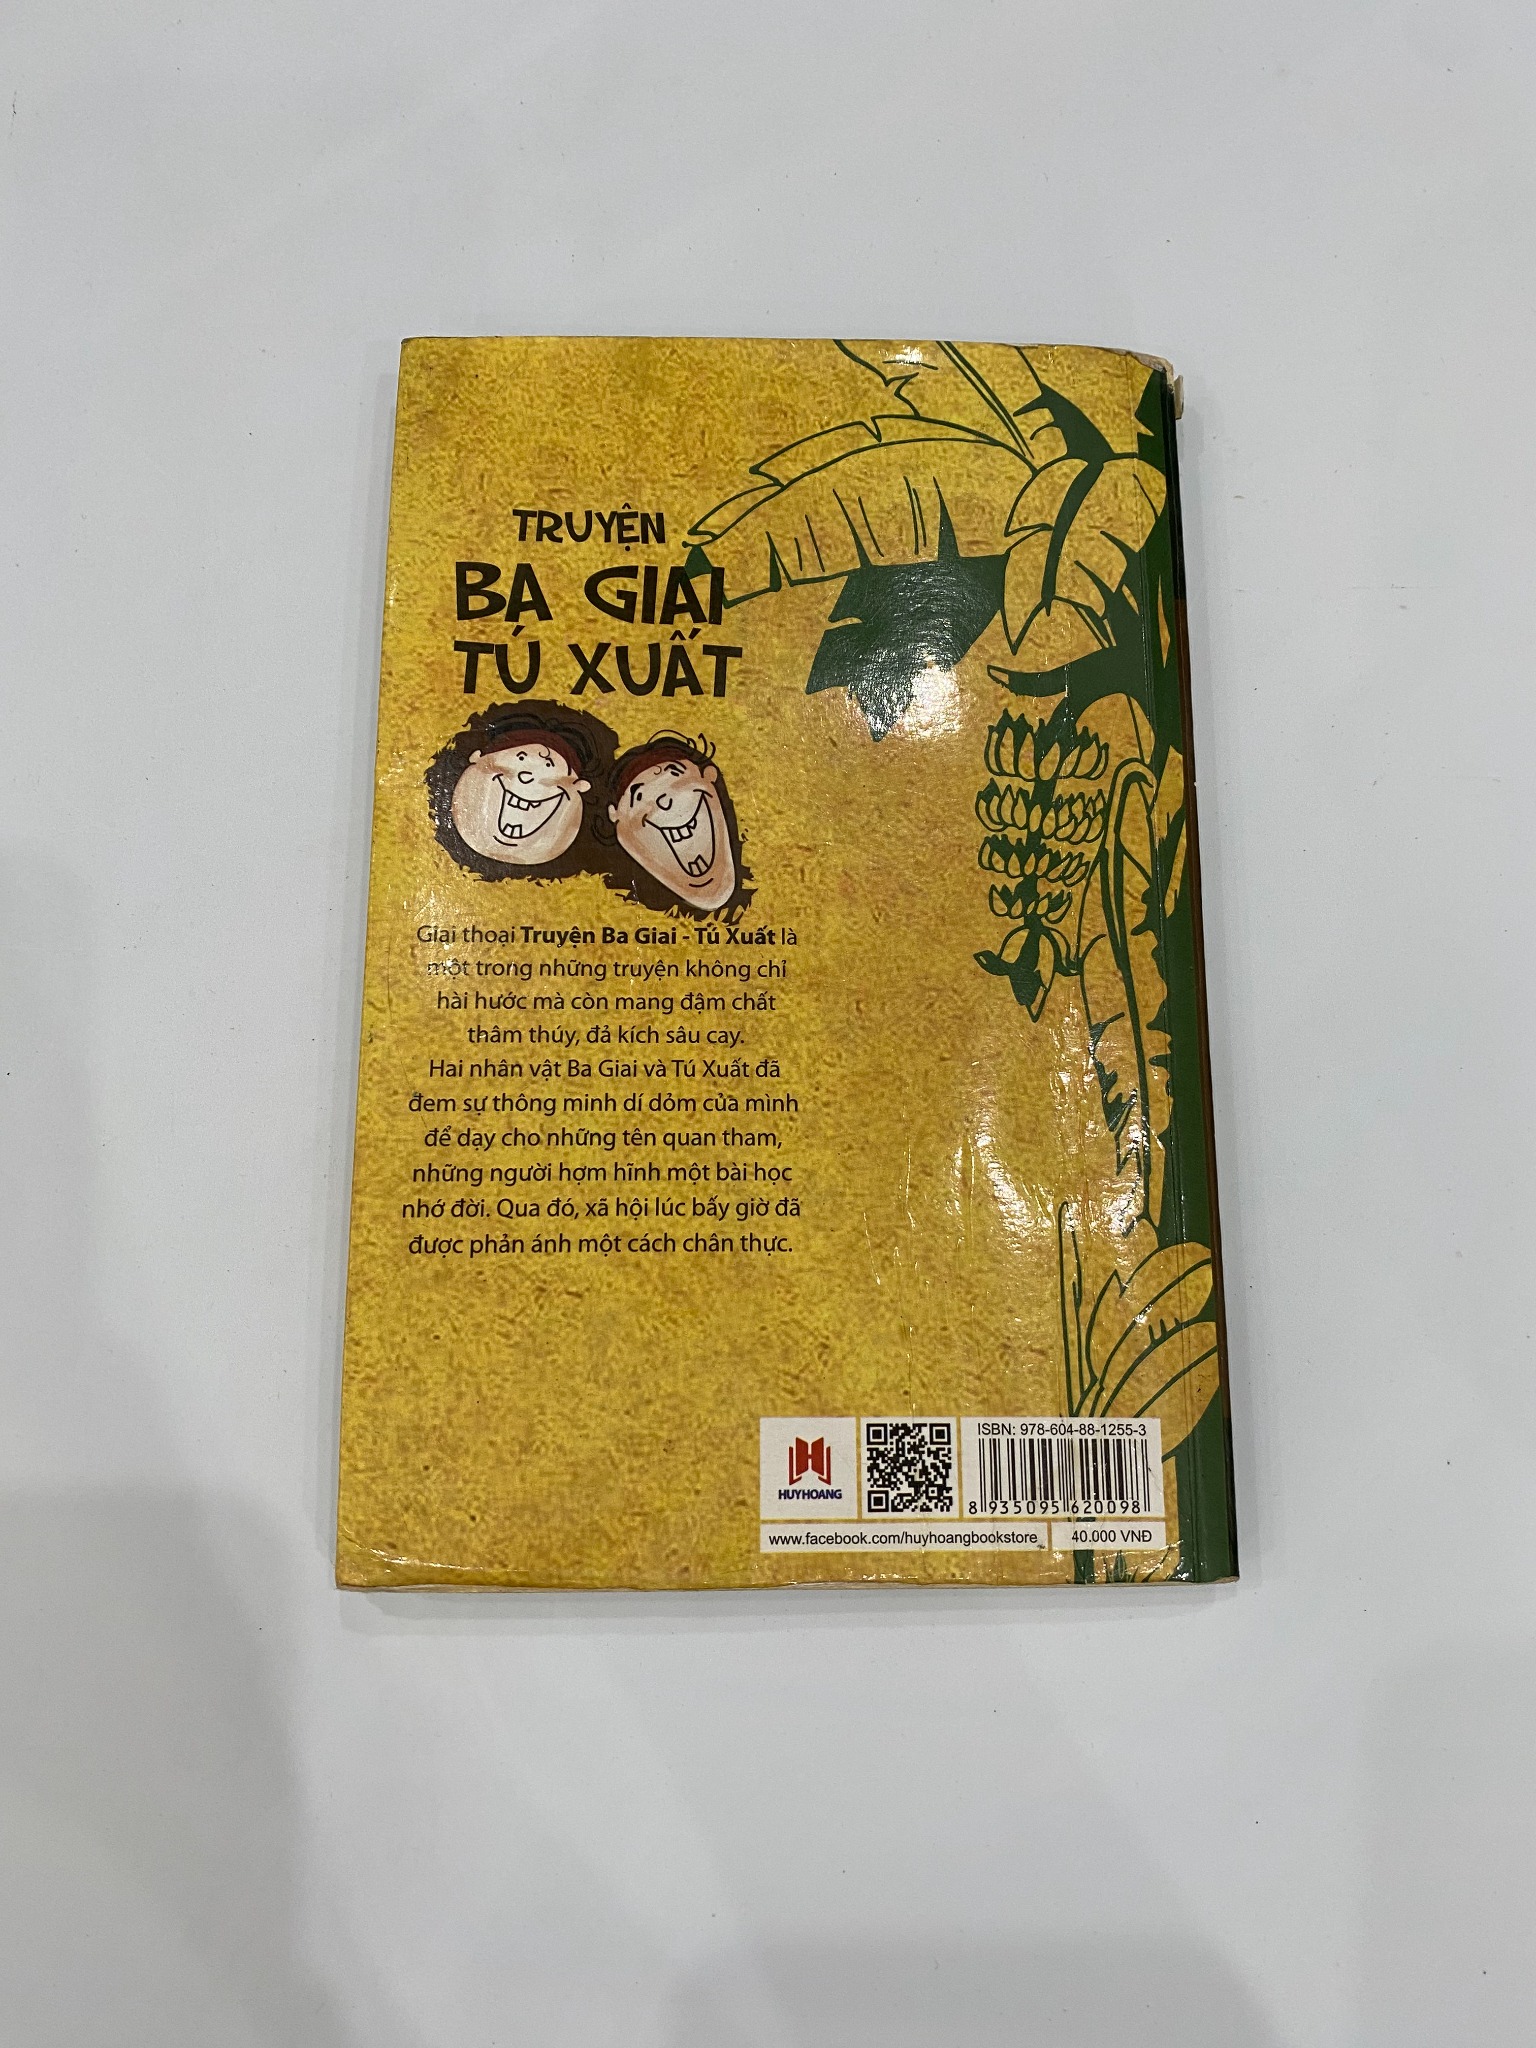 TRUYỆN
BA GIAI
TÚ XUẤT
Giai thoại Truyện Ba Giai - Tú Xuất là
một trong những truyện không chỉ
hài hước mà còn mang đậm chất
thâm thúy, đả kích sâu cay.
Hai nhân vật Ba Giai và Tú Xuất đã
đem sự thông minh dí dỏm của mình
để dạy cho những tên quan tham,
những người hợm hĩnh một bài học
nhớ đời. Qua đó, xã hội lúc bấy giờ đã
được phản ánh một cách chân thực.
ISBN: 978-604-88-1255-3
HUYHOANG
8 935095 620098
www.facebook.com/huyhoangbookstore
40.000 VNĐ